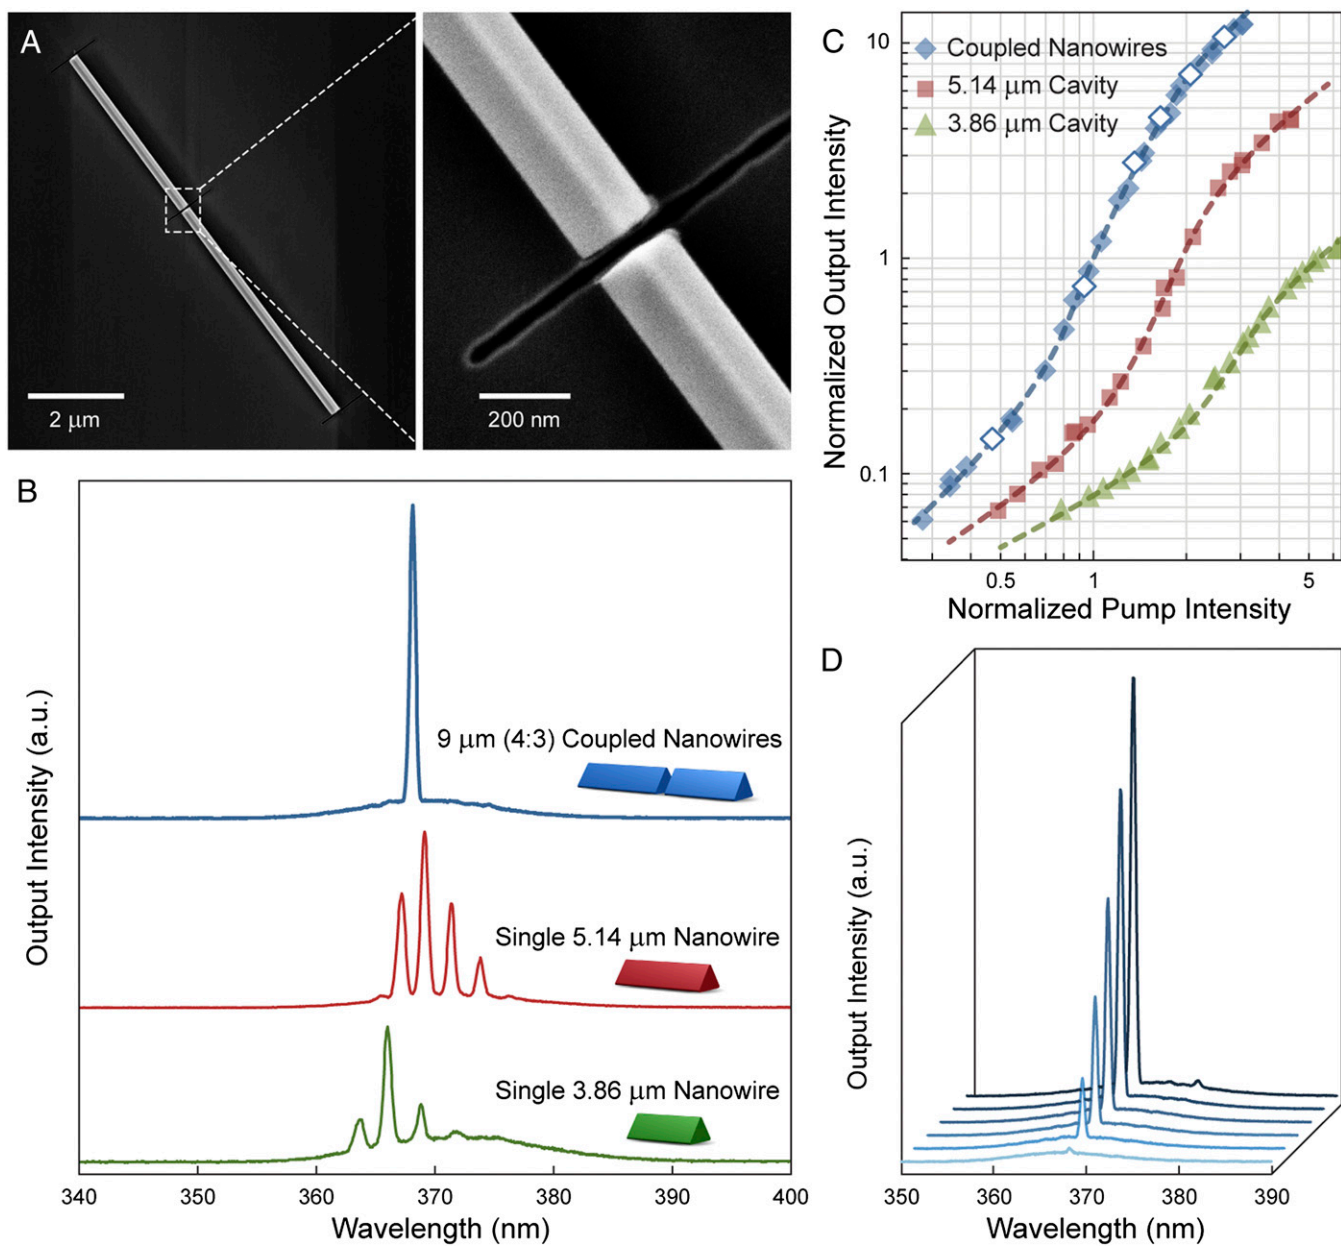 A
2 μm
200 nm
B
Output Intensity (a.u.)
9 μm (4:3) Coupled Nanowires
Single 5.14 μm Nanowire
Single 3.86 μm Nanowire
340 350 360 370 380 390 400
Wavelength (nm)
C
Coupled Nanowires
5.14 μm Cavity
3.86 μm Cavity
Normalized Output Intensity
10
1
0.1
0.5 1 5
Normalized Pump Intensity
D
Output Intensity (a.u.)
350 360 370 380 390
Wavelength (nm)